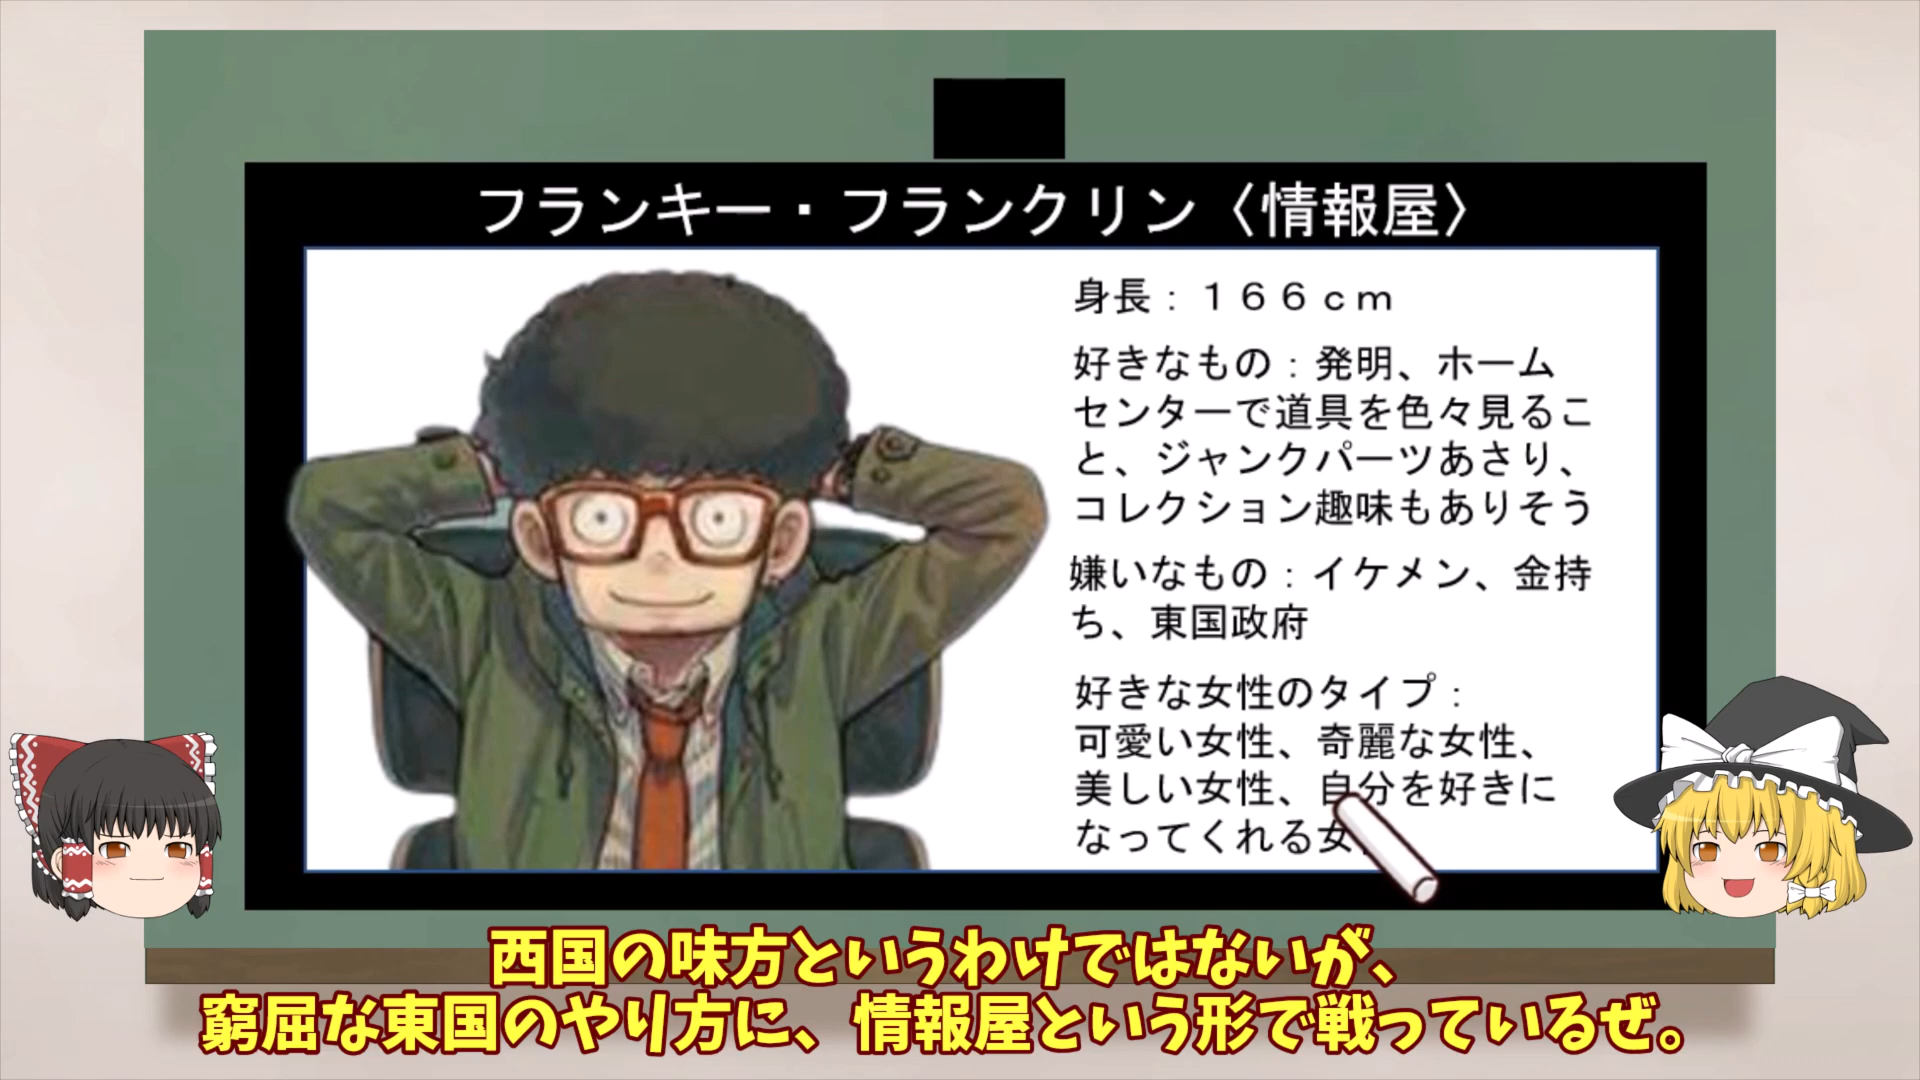 フランキー・フランクリン〈情報屋〉
身長：１６６ｃｍ
好きなもの：発明、ホーム
センターで道具を色々見るこ
と、ジャンクパーツあさり、
コレクション趣味もありそう
嫌いなもの：イケメン、金持
ち、東国政府
好きな女性のタイプ：
可愛い女性、奇麗な女性、
美しい女性、自分を好きに
なってくれる女
西国の味方というわけではないが、
窮屈な東国のやり方に、情報屋という形で戦っているぜ。